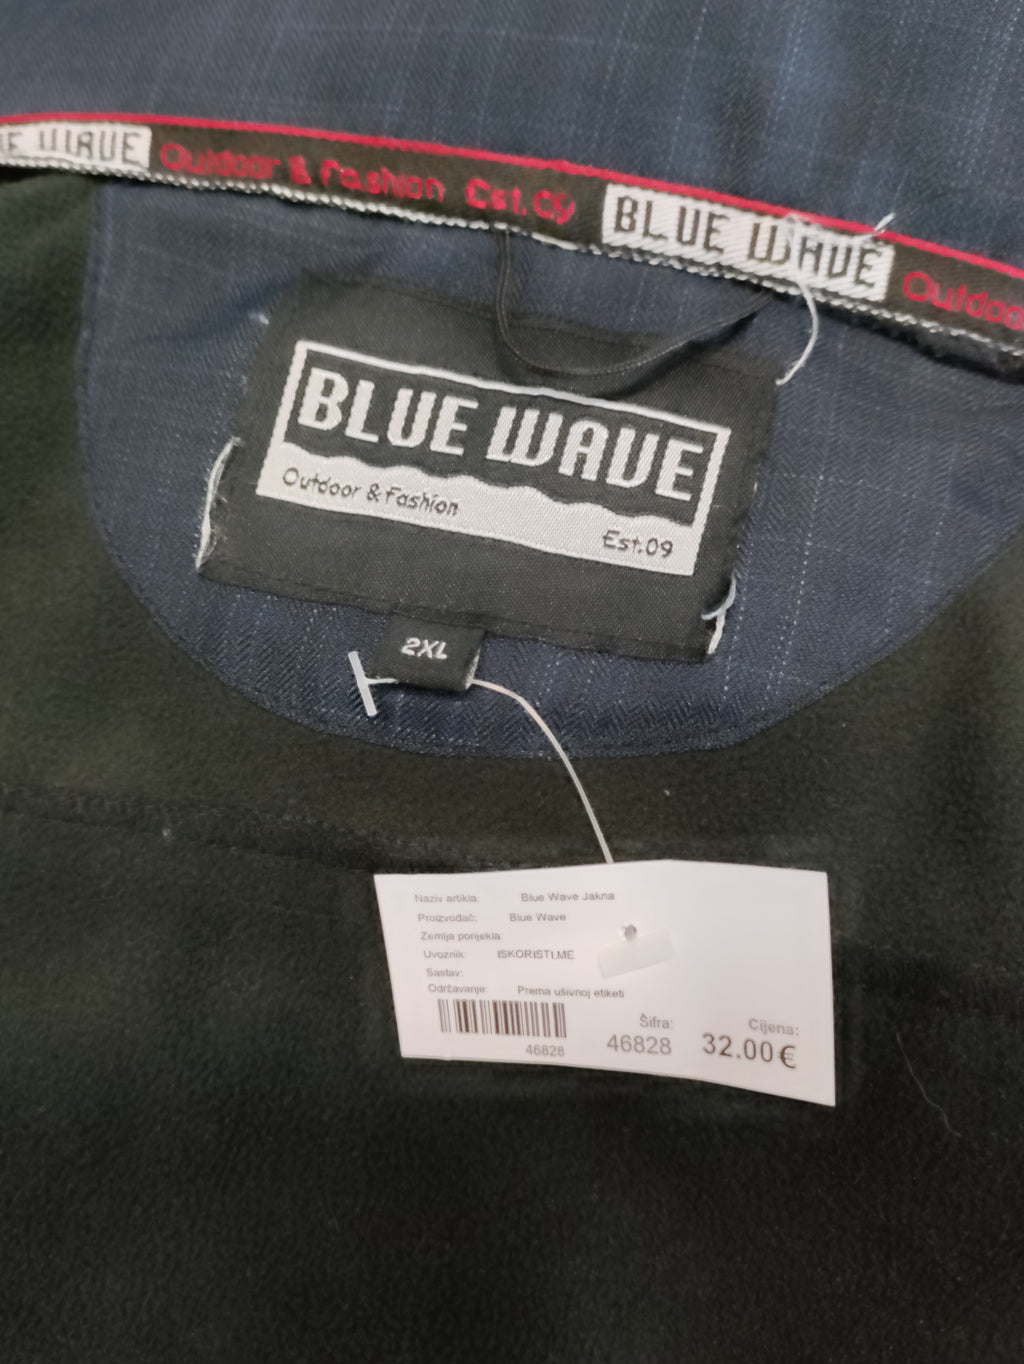 BLUE WAVE Outdoor & Fashion Est.09 BLUE WAVE Outdoo
BLUE WAVE
Outdoor & Fashion
Est.09
2XL
Naziv artikla: Blue Wave Jakna
Proizvođač: Blue Wave
Zemlja porijekla:
Uvoznik: ISKORISTI.ME
Sastav:
Održavanje: Prema ušivnoj etiketi
46828
Šifra:
46828
Cijena:
32.00€